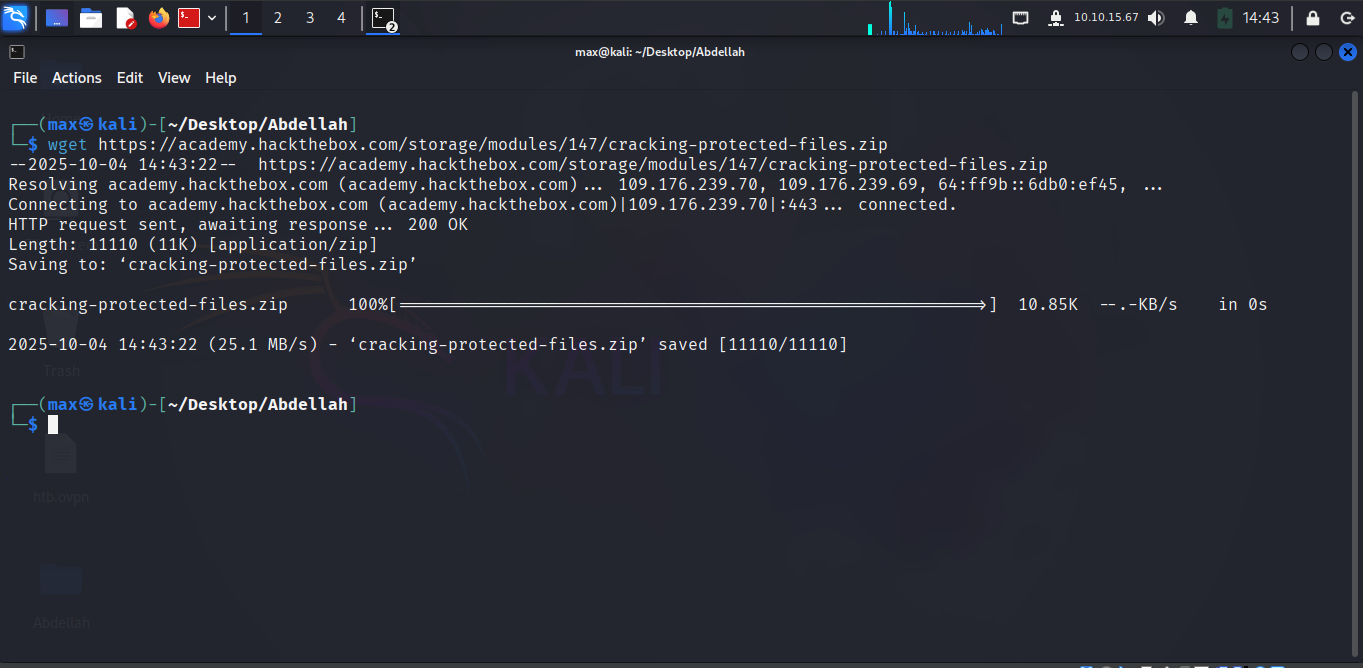 1 2 3 4 2 10.10.15.67 14:43
max@kali: ~/Desktop/Abdellah
File Actions Edit View Help
┌──(max㉿kali)-[~/Desktop/Abdellah]
└─$ wget https://academy.hackthebox.com/storage/modules/147/cracking-protected-files.zip
--2025-10-04 14:43:22-- https://academy.hackthebox.com/storage/modules/147/cracking-protected-files.zip
Resolving academy.hackthebox.com (academy.hackthebox.com)... 109.176.239.70, 109.176.239.69, 64:ff9b::6db0:ef45, ...
Connecting to academy.hackthebox.com (academy.hackthebox.com)|109.176.239.70|:443... connected.
HTTP request sent, awaiting response... 200 OK
Length: 11110 (11K) [application/zip]
Saving to: ‘cracking-protected-files.zip’
cracking-protected-files.zip 100%[===========================================================>] 10.85K --.-KB/s in 0s
2025-10-04 14:43:22 (25.1 MB/s) - ‘cracking-protected-files.zip’ saved [11110/11110]
Trash
KALI
┌──(max㉿kali)-[~/Desktop/Abdellah]
└─$
htb.ovpn
Abdellah